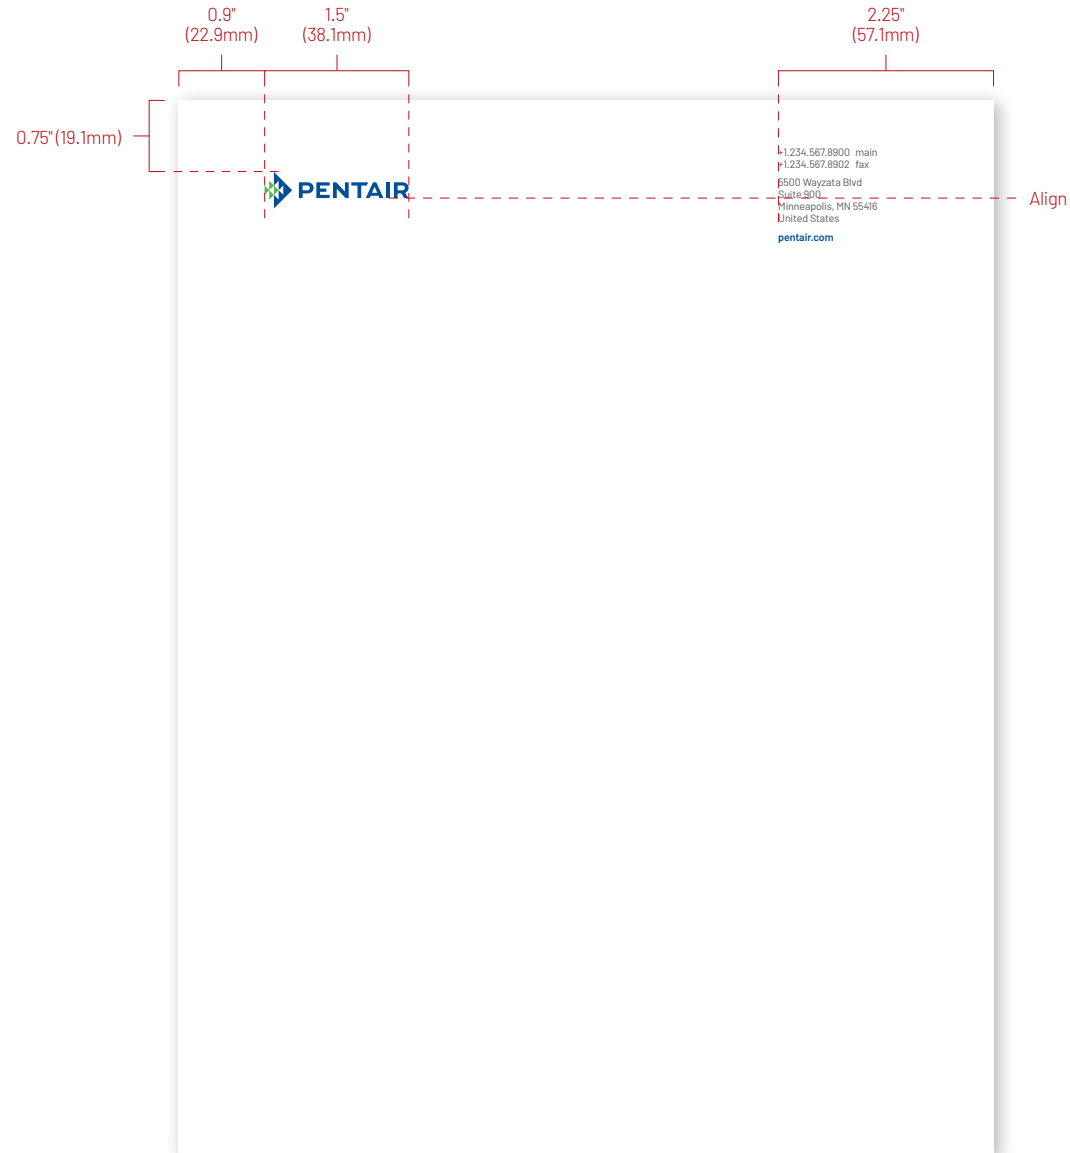 0.9"
(22.9mm)
1.5"
(38.1mm)
2.25"
(57.1mm)
0.75" (19.1mm)
PENTAIR
+1.234.567.8900 main
+1.234.567.8902 fax
5500 Wayzata Blvd
Suite 900
Minneapolis, MN 55416
United States
pentair.com
Align